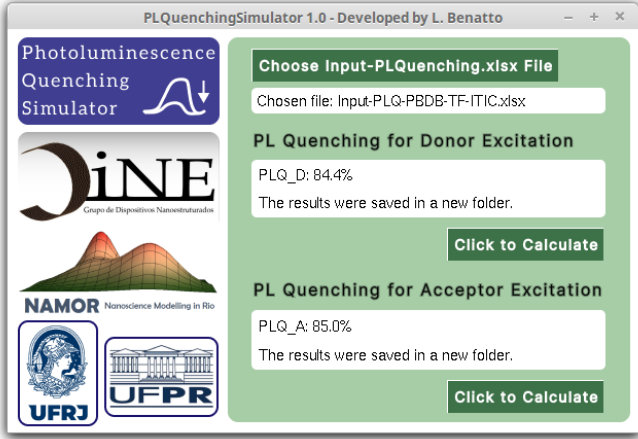 PLQuenchingSimulator 1.0 - Developed by L. Benatto
Photoluminescence
Quenching
Simulator
DiNE
Grupo de Dispositivos Nanoestruturados
NAMOR Nanoscience Modelling in Rio
UFRJ
UFPR
Choose Input-PLQuenching.xlsx File
Chosen file: Input-PLQ-PBDB-TF-ITIC.xlsx
PL Quenching for Donor Excitation
PLQ_D: 84.4%
The results were saved in a new folder.
Click to Calculate
PL Quenching for Acceptor Excitation
PLQ_A: 85.0%
The results were saved in a new folder.
Click to Calculate